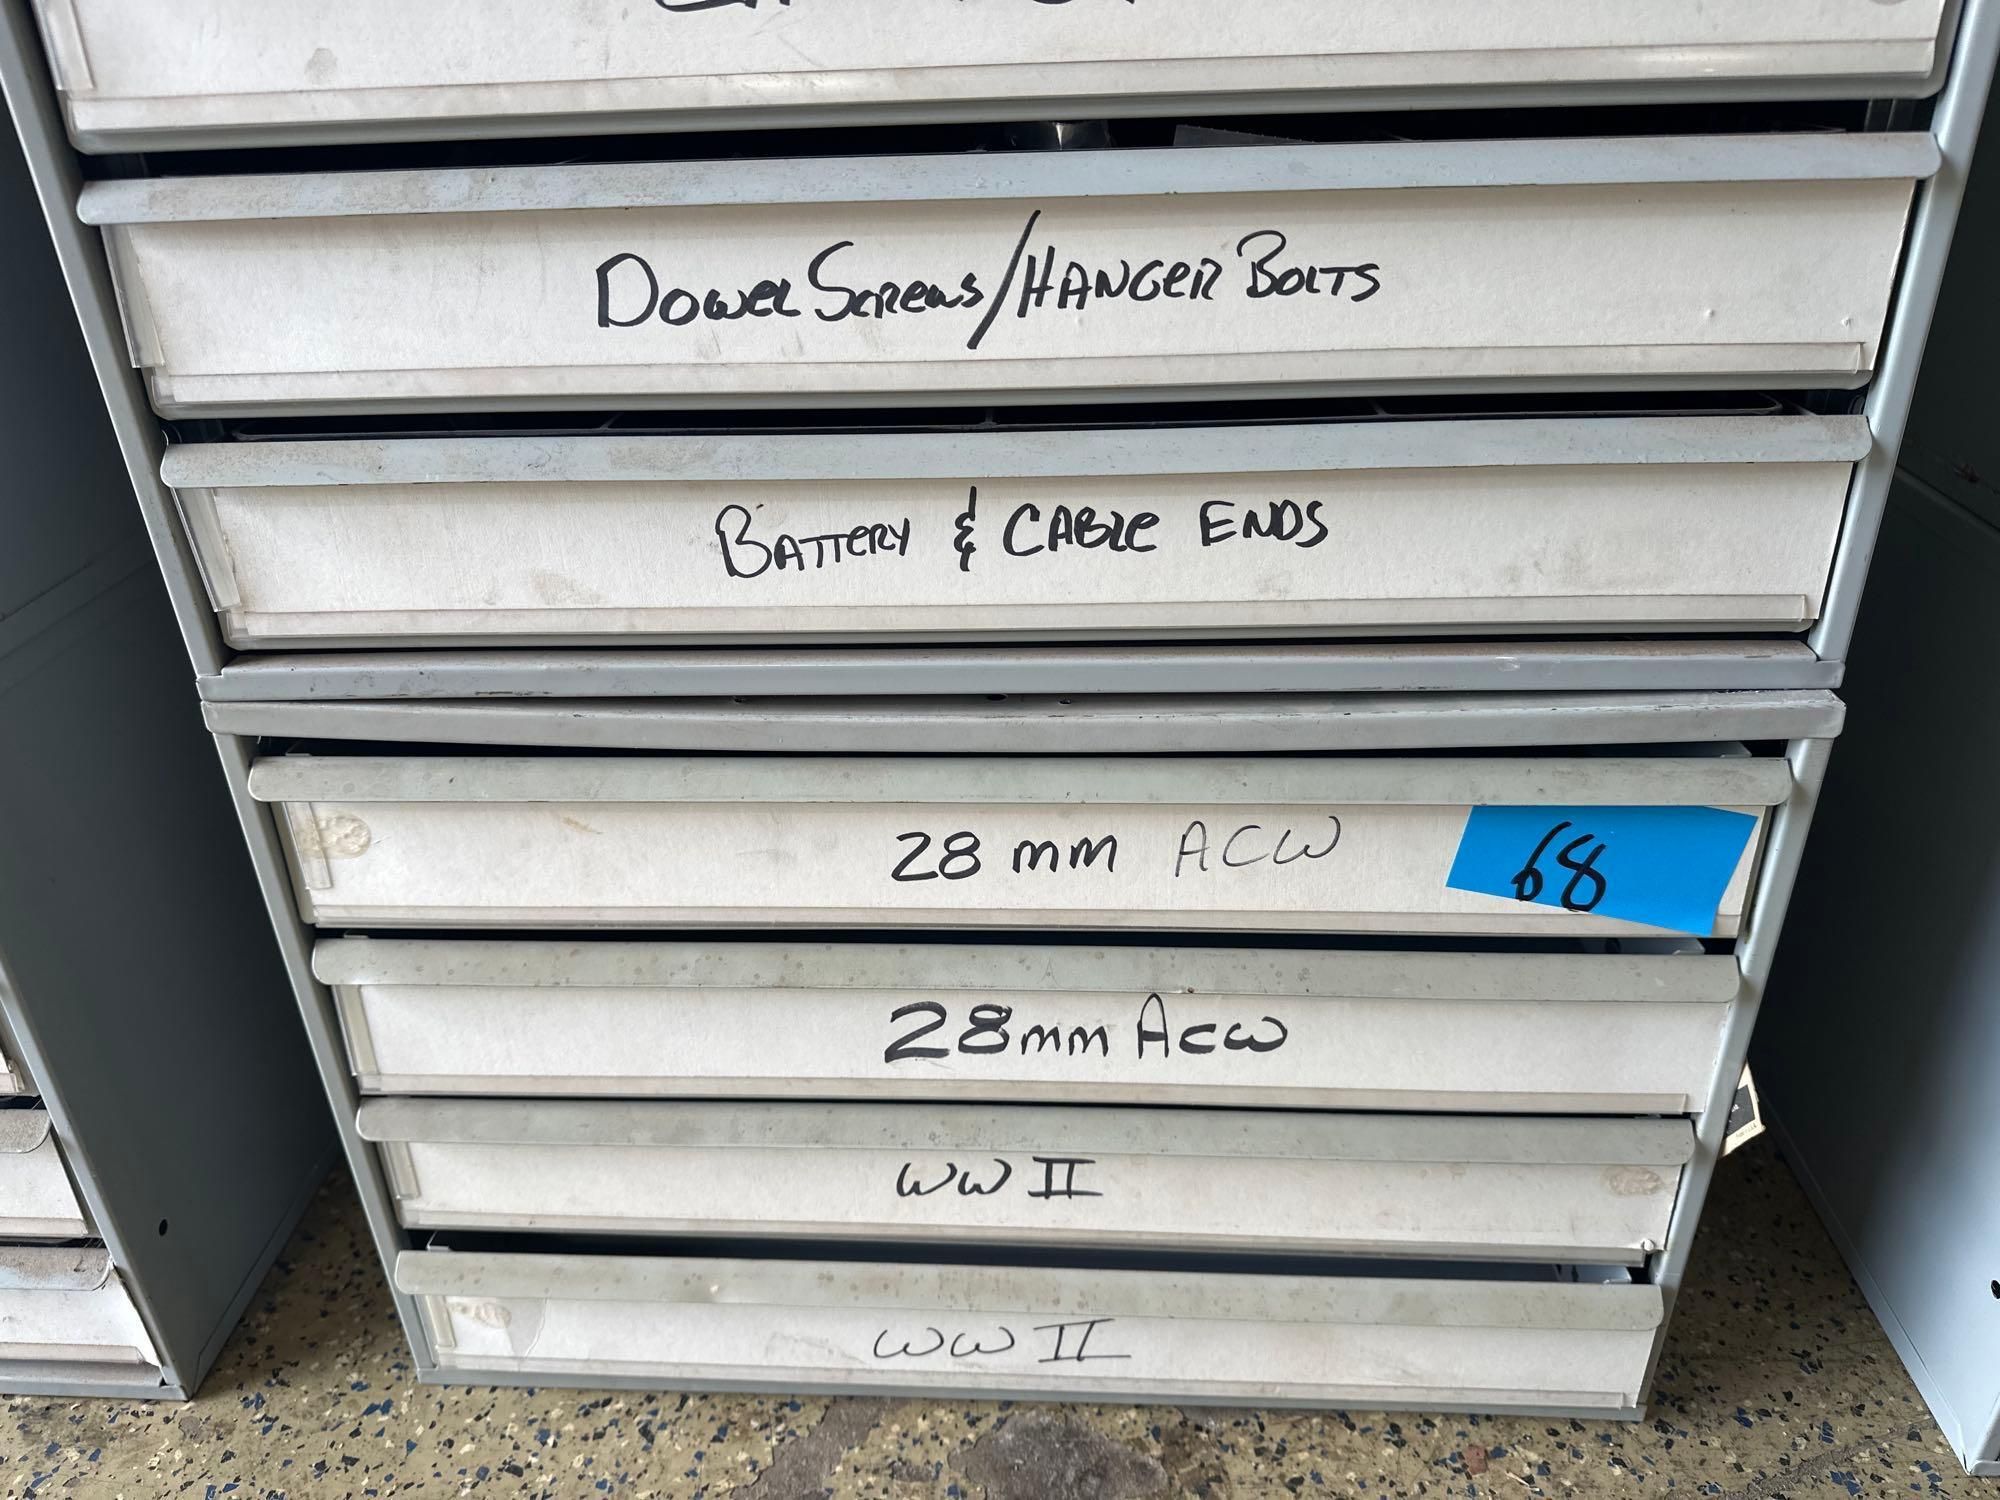 Dowel Screws/Hanger Bolts
Battery & Cable Ends
28 mm ACW
68
28mm ACW
WW II
WW II